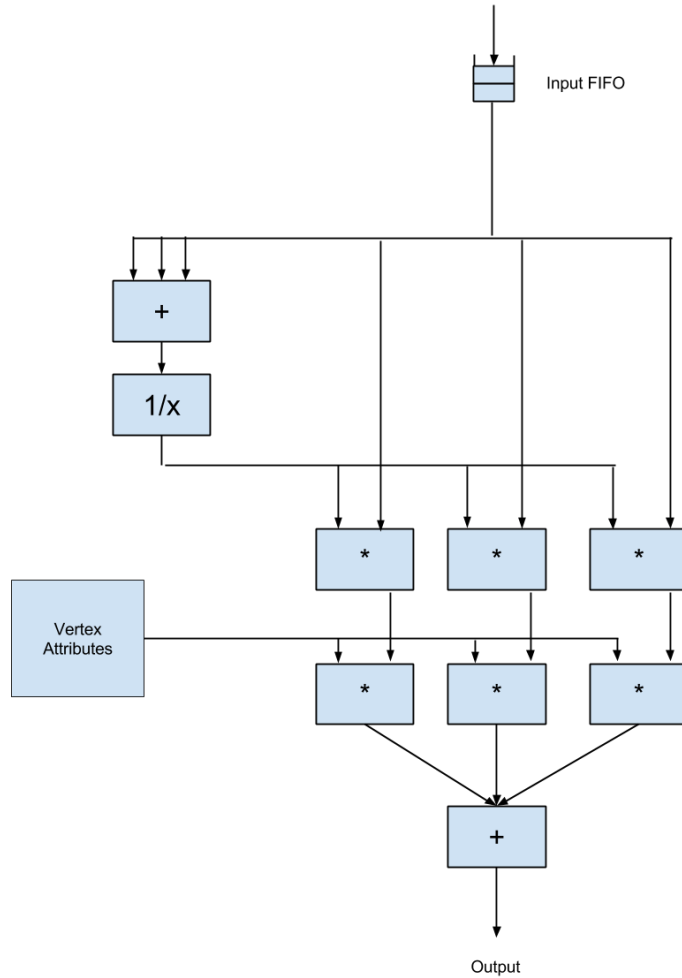 Input FIFO
+
1/x
* * *
Vertex
Attributes
* * *
+
Output